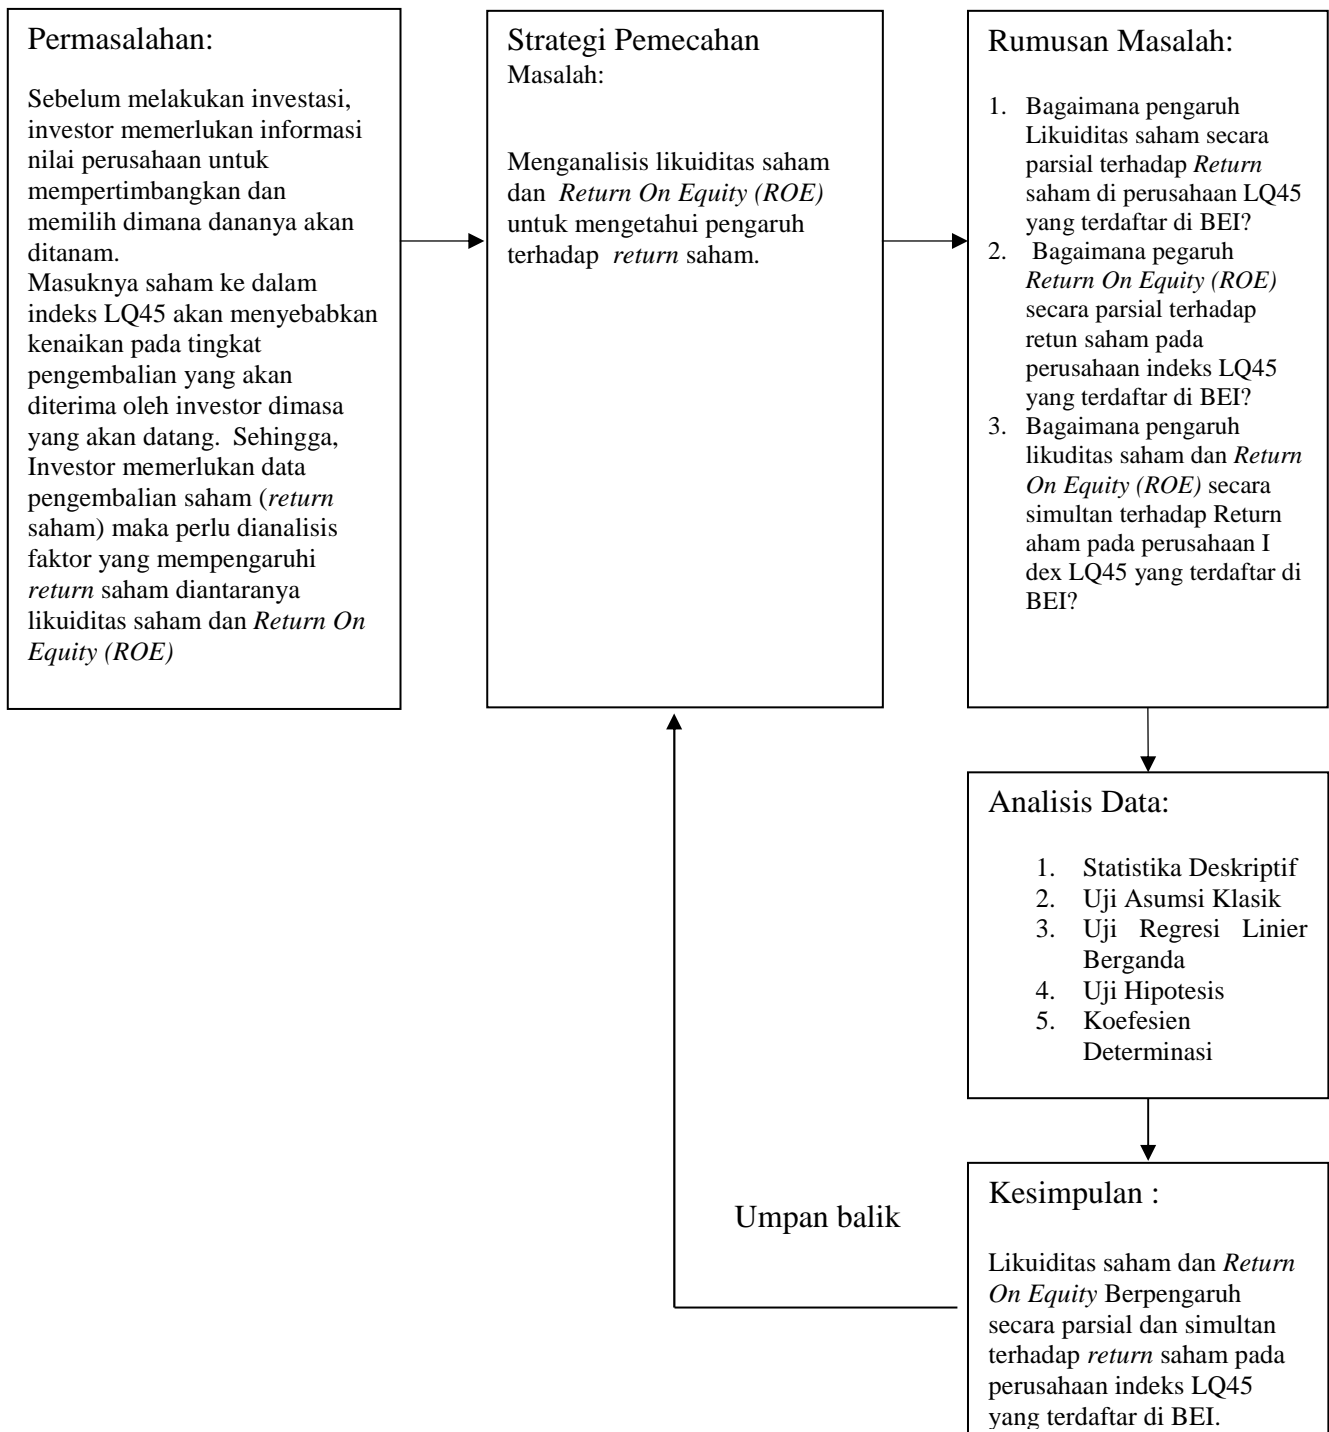 Permasalahan:
Sebelum melakukan investasi,
investor memerlukan informasi
nilai perusahaan untuk
mempertimbangkan dan
memilih dimana dananya akan
ditanam.
Masuknya saham ke dalam
indeks LQ45 akan menyebabkan
kenaikan pada tingkat
pengembalian yang akan
diterima oleh investor dimasa
yang akan datang. Sehingga,
Investor memerlukan data
pengembalian saham (return
saham) maka perlu dianalisis
faktor yang mempengaruhi
return saham diantaranya
likuiditas saham dan Return On
Equity (ROE)
Strategi Pemecahan
Masalah:
Menganalisis likuiditas saham
dan Return On Equity (ROE)
untuk mengetahui pengaruh
terhadap return saham.
Rumusan Masalah:
1. Bagaimana pengaruh
Likuiditas saham secara
parsial terhadap Return
saham di perusahaan LQ45
yang terdaftar di BEI?
2. Bagaimana pegaruh
Return On Equity (ROE)
secara parsial terhadap
retun saham pada
perusahaan indeks LQ45
yang terdaftar di BEI?
3. Bagaimana pengaruh
likuditas saham dan Return
On Equity (ROE) secara
simultan terhadap Return
aham pada perusahaan I
dex LQ45 yang terdaftar di
BEI?
Analisis Data:
1. Statistika Deskriptif
2. Uji Asumsi Klasik
3. Uji Regresi Linier
Berganda
4. Uji Hipotesis
5. Koefesien
Determinasi
Umpan balik
Kesimpulan :
Likuiditas saham dan Return
On Equity Berpengaruh
secara parsial dan simultan
terhadap return saham pada
perusahaan indeks LQ45
yang terdaftar di BEI.